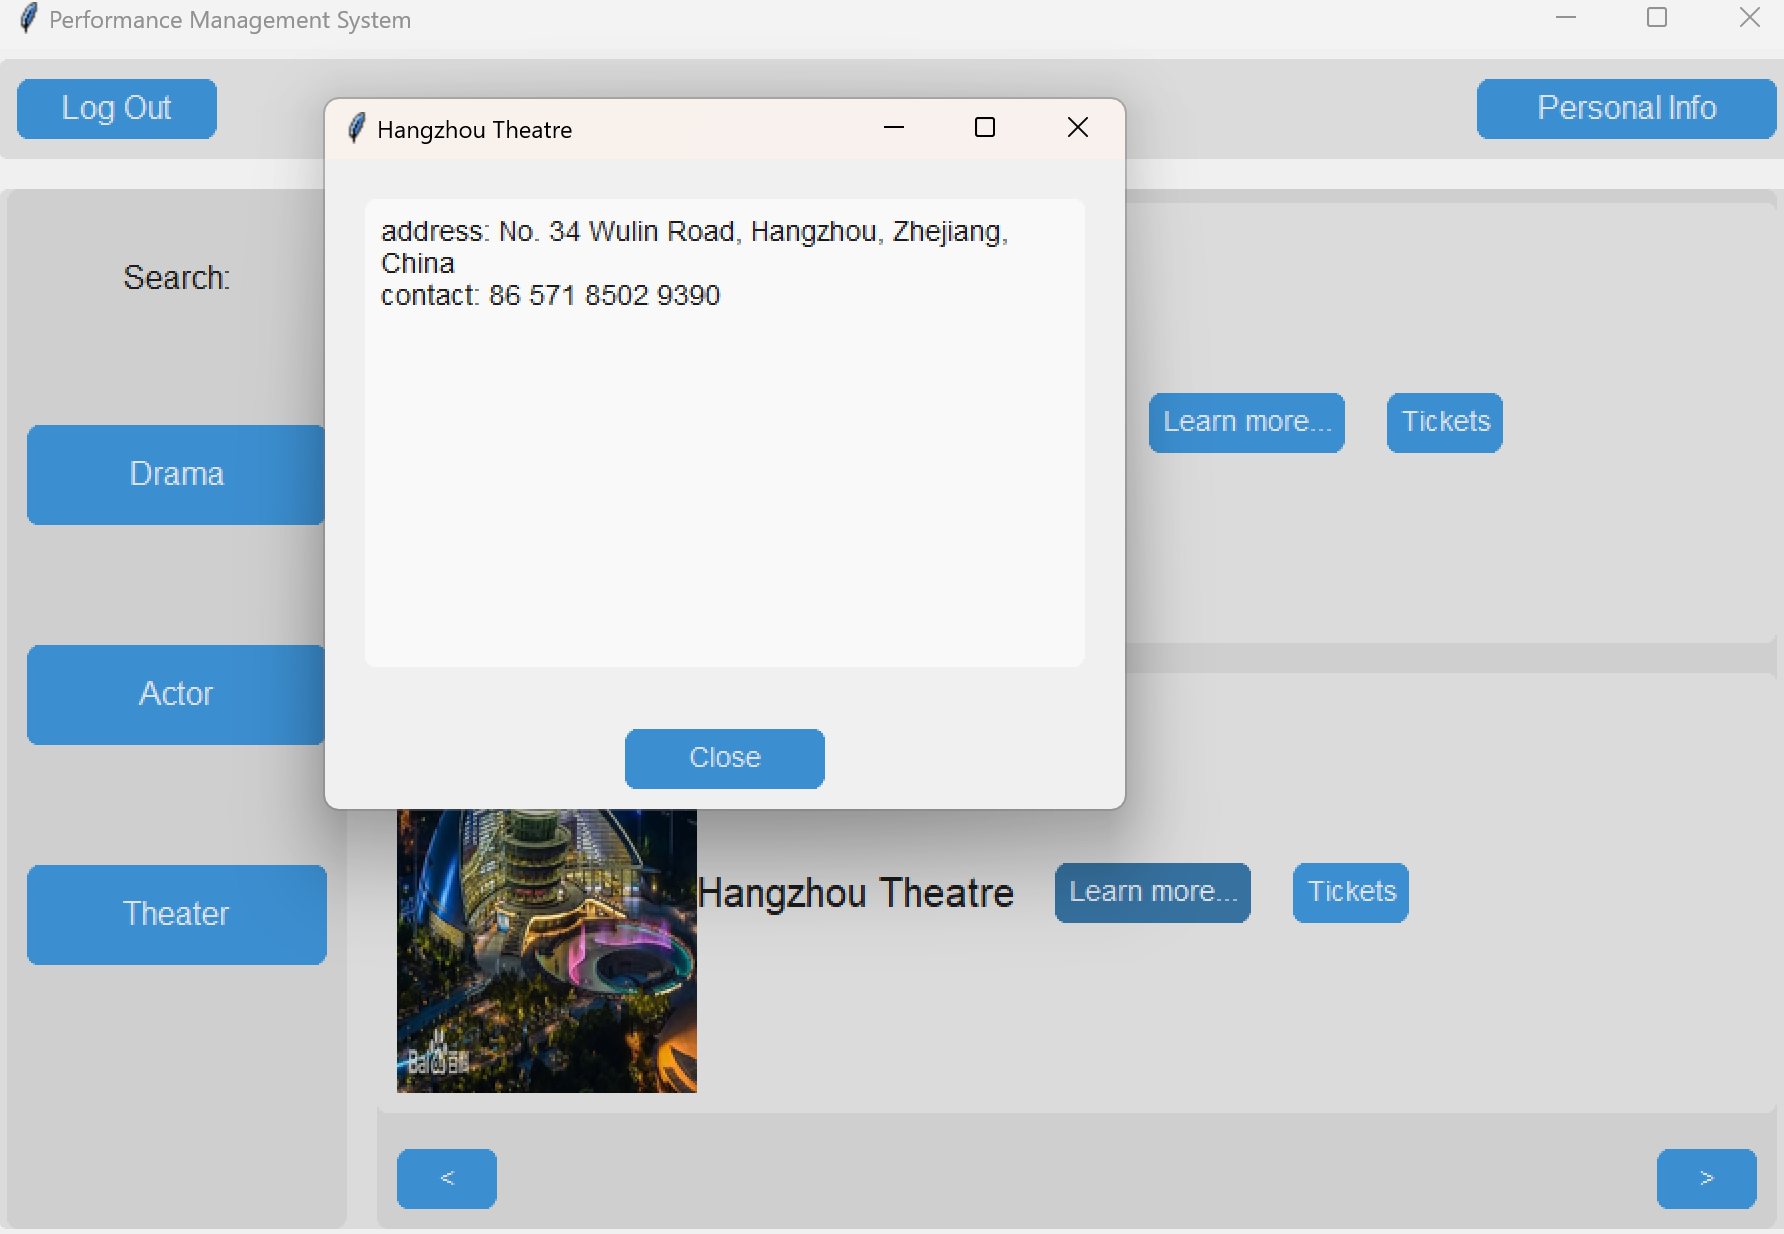 Performance Management System
Log Out
Personal Info
Hangzhou Theatre
address: No. 34 Wulin Road, Hangzhou, Zhejiang,
China
contact: 86 571 8502 9390
Close
Search:
Drama
Actor
Theater
Learn more...
Tickets
Hangzhou Theatre
Learn more...
Tickets
Bai百科
<
>